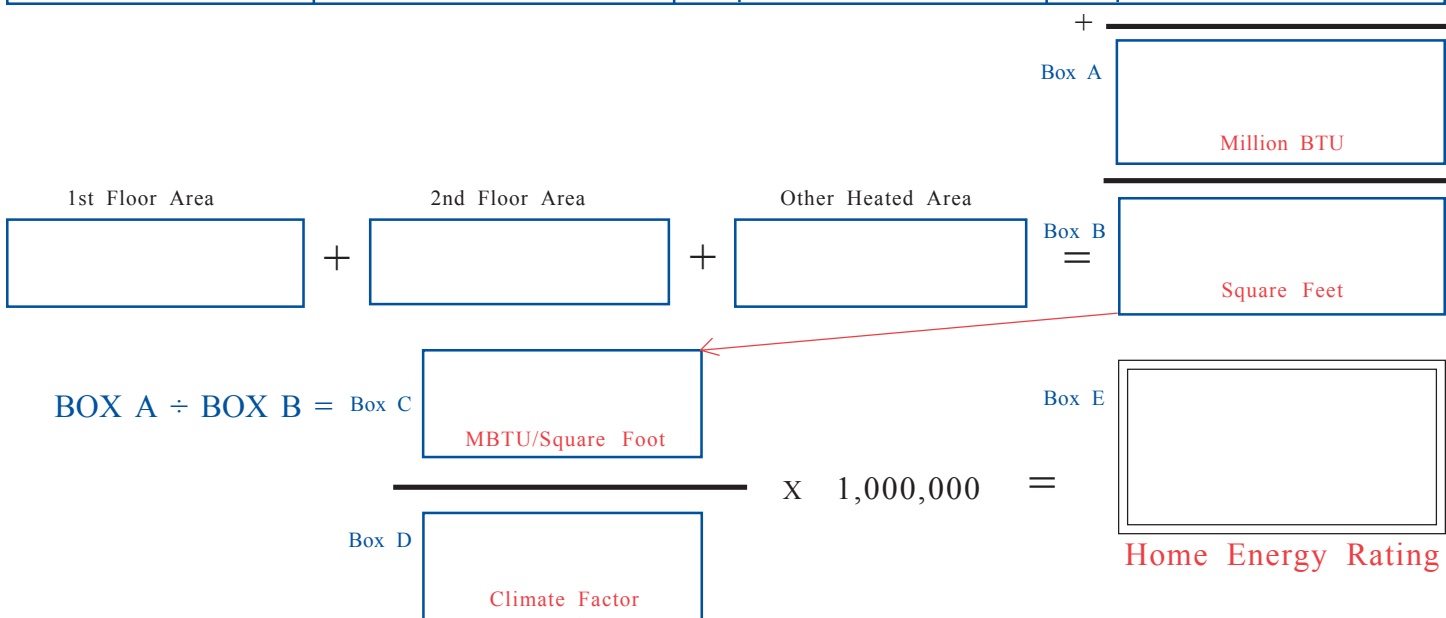 +
Box A
Million BTU
1st Floor Area 2nd Floor Area Other Heated Area
+ + Box B =
Square Feet
BOX A ÷ BOX B = Box C
MBTU/Square Foot
Box E
X 1,000,000 =
Box D
Climate Factor
Home Energy Rating